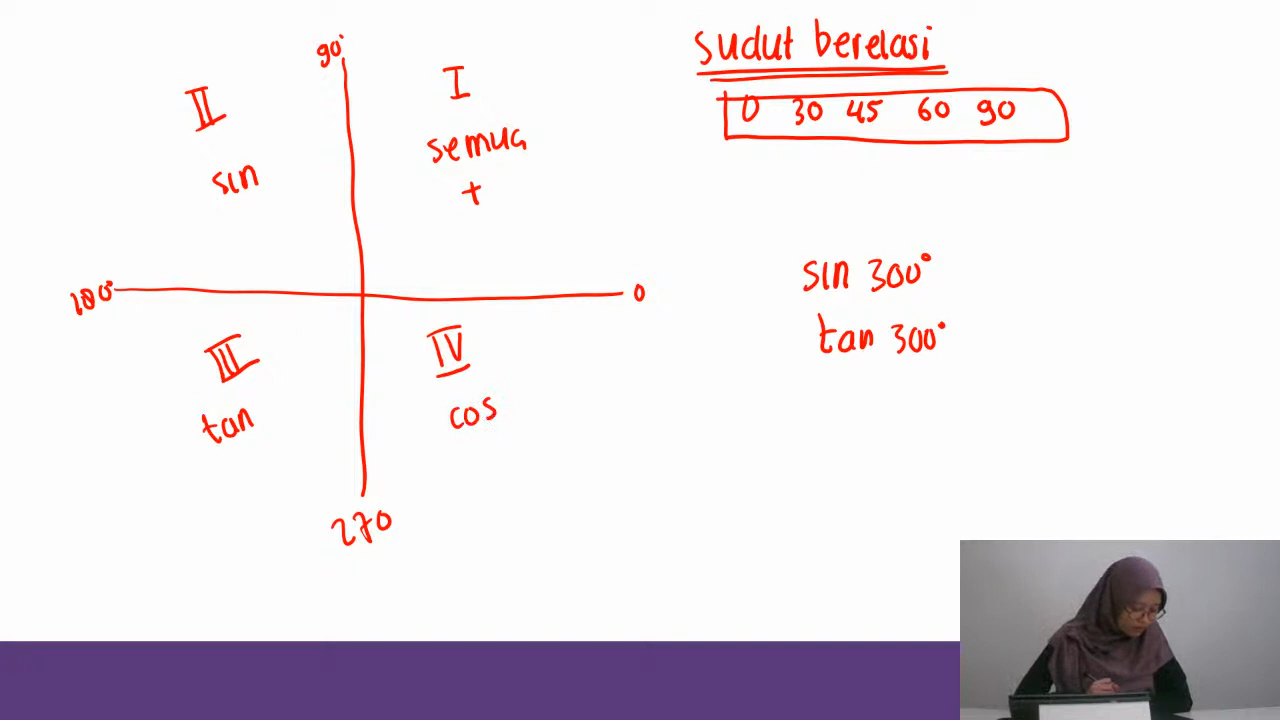 90°
II
I
sin
semua
+
180°
0
III
IV
tan
cos
270
sudut berelasi
0 30 45 60 90
sin 300°
tan 300°